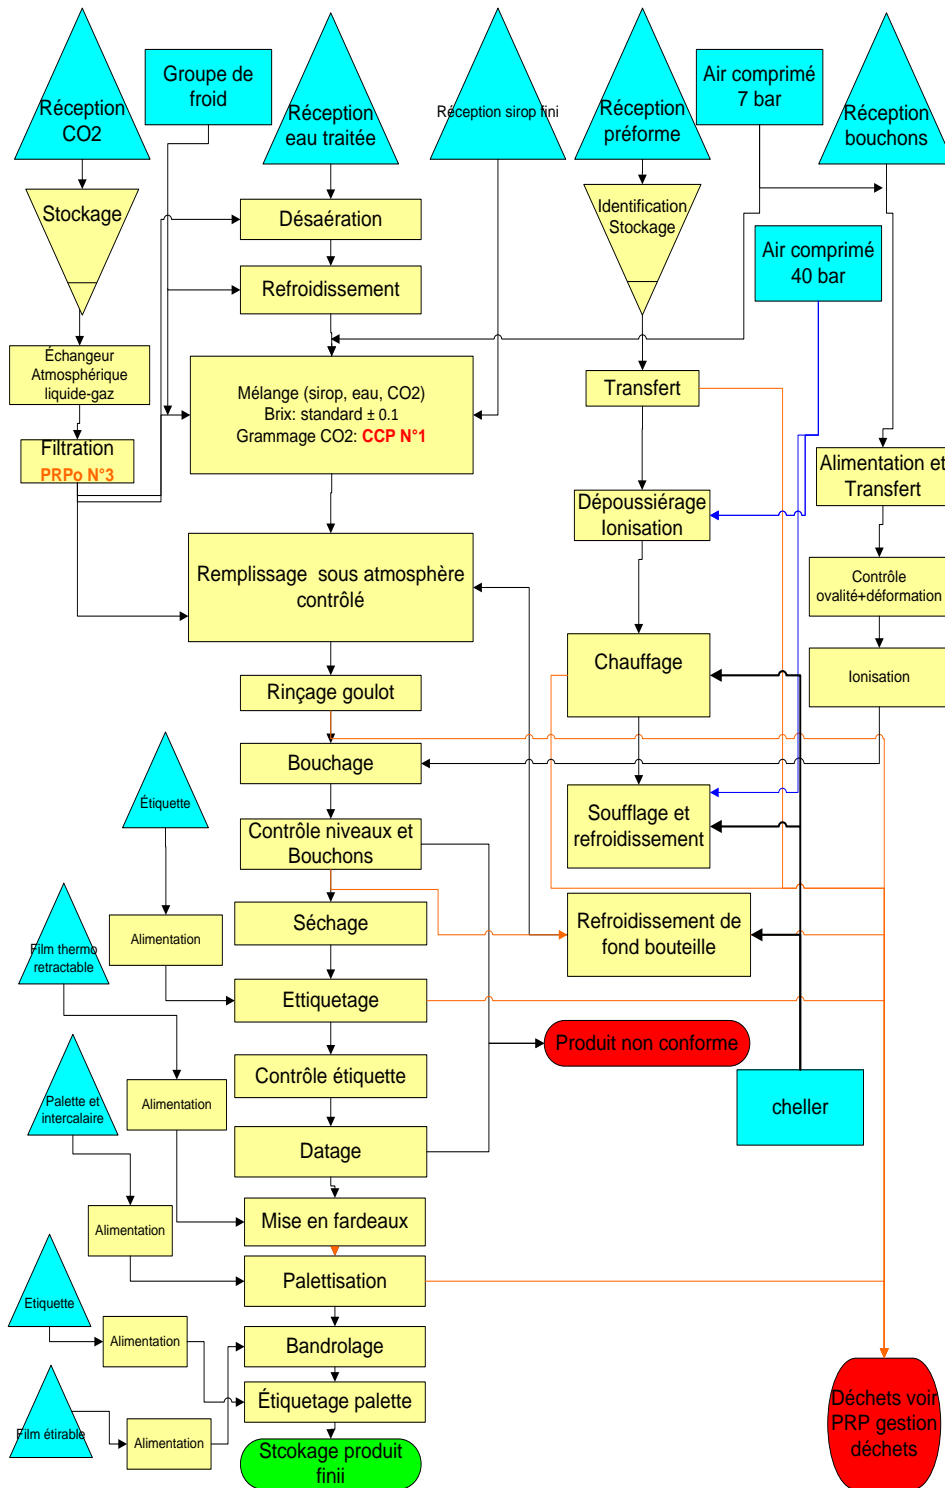 Réception
CO2
Groupe de
froid
Réception
eau traitée
Réception sirop fini
Réception
préforme
Air comprimé
7 bar
Réception
bouchons
Stockage
Désaération
Identification
Stockage
Air comprimé
40 bar
Refroidissement
Échangeur
Atmosphérique
liquide-gaz
Mélange (sirop, eau, CO2)
Brix: standard ± 0.1
Grammage CO2: CCP N°1
Transfert
Filtration
PRPo N°3
Alimentation et
Transfert
Dépoussiérage
Ionisation
Remplissage sous atmosphère
contrôlé
Contrôle
ovalité+déformation
Chauffage
Ionisation
Rinçage goulot
Bouchage
Étiquette
Soufflage et
refroidissement
Contrôle niveaux et
Bouchons
Séchage
Refroidissement de
fond bouteille
Alimentation
Film thermo
retractable
Ettiquetage
Produit non conforme
Contrôle étiquette
Palette et
intercalaire
Alimentation
cheller
Datage
Mise en fardeaux
Alimentation
Palettisation
Etiquette
Alimentation
Bandrolage
Étiquetage palette
Déchets voir
PRP gestion
déchets
Film étirable
Alimentation
Stcokage produit
finii